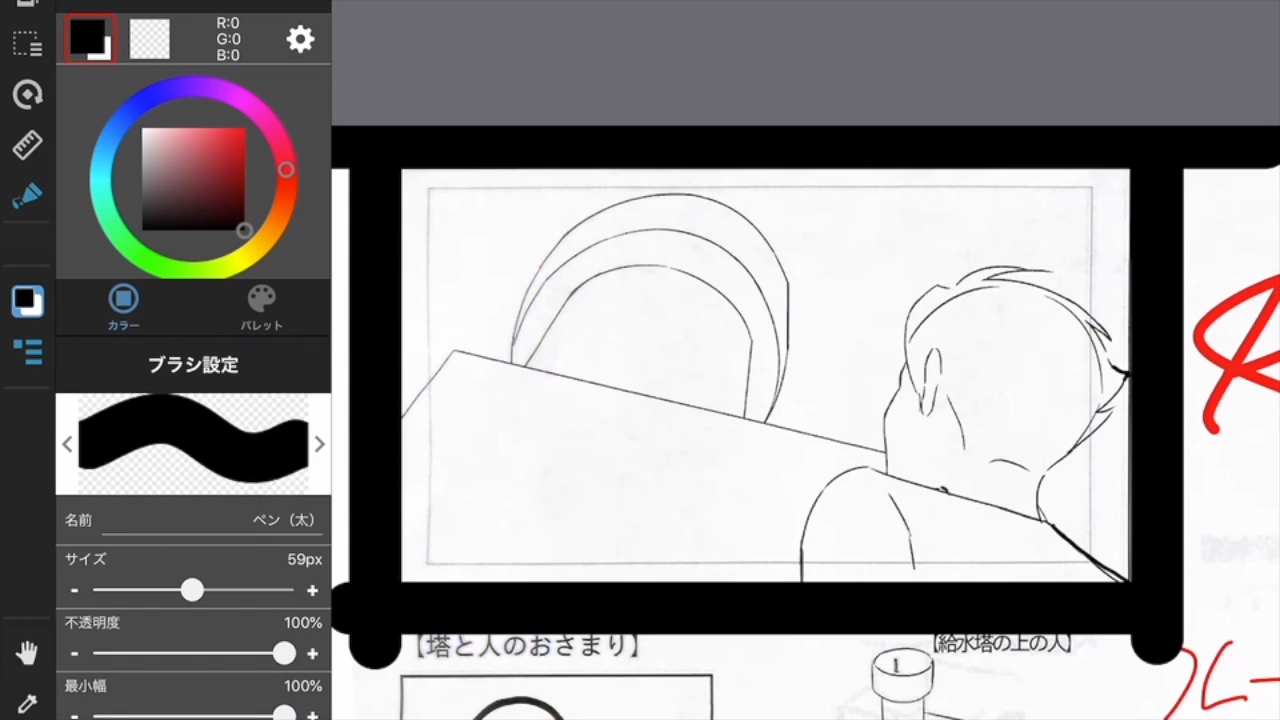 R:0
G:0
B:0
カラー
パレット
ブラシ設定
名前
ペン（太）
サイズ
59px
- +
不透明度
100%
- +
最小幅
100%
- +
【塔と人のおさまり】
【給水塔の上の人】
1